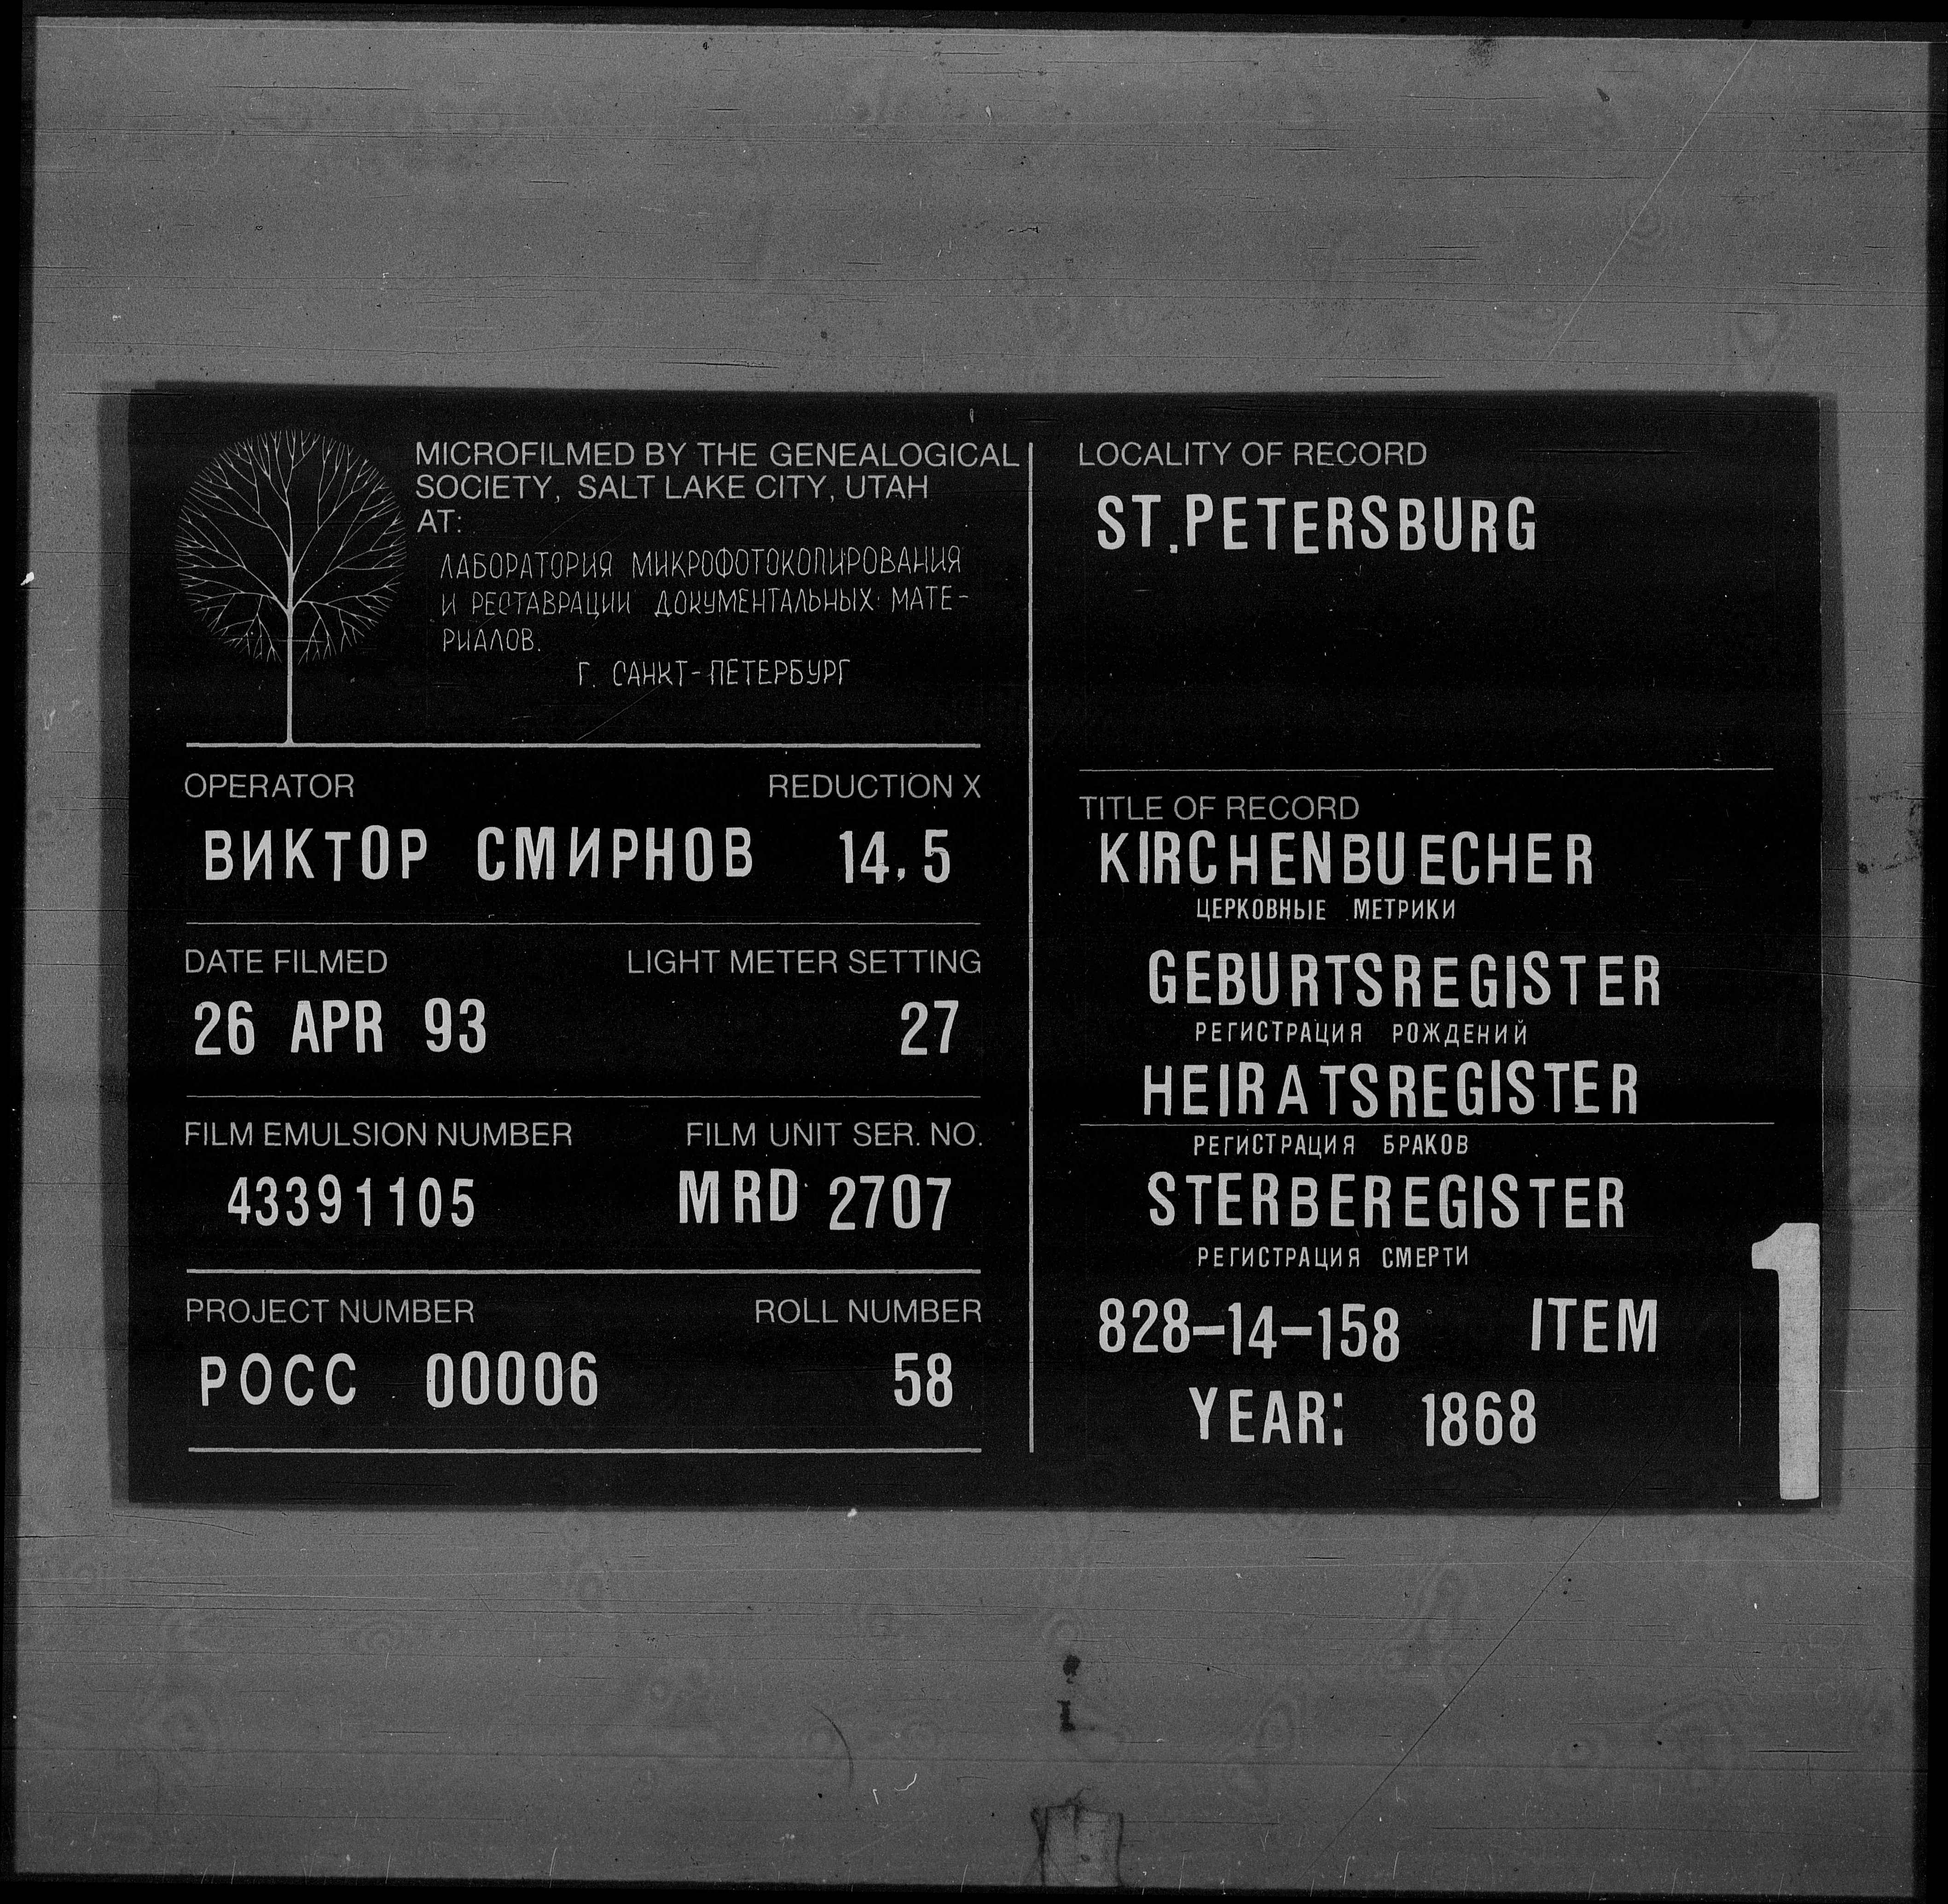 MICROFILMED BY THE GENEALOGICAL
SOCIETY, SALT LAKE CITY, UTAH
AT:
ЛАБОРАТОРИЯ МИКРОФОТОКОПИРОВАНИЯ
И РЕСТАВРАЦИИ ДОКУМЕНТАЛЬНЫХ МАТЕ-
РИАЛОВ.
Г. САНКТ-ПЕТЕРБУРГ
OPERATOR REDUCTION X
ВИКТОР СМИРНОВ 14,5
DATE FILMED LIGHT METER SETTING
26 APR 93 27
FILM EMULSION NUMBER FILM UNIT SER. NO.
43391105 MRD 2707
PROJECT NUMBER ROLL NUMBER
РОСС 00006 58
LOCALITY OF RECORD
ST.PETERSBURG
TITLE OF RECORD
KIRCHENBUECHER
ЦЕРКОВНЫЕ МЕТРИКИ
GEBURTSREGISTER
РЕГИСТРАЦИЯ РОЖДЕНИЙ
HEIRATSREGISTER
РЕГИСТРАЦИЯ БРАКОВ
STERBEREGISTER
РЕГИСТРАЦИЯ СМЕРТИ
828-14-158 ITEM 1
YEAR: 1868